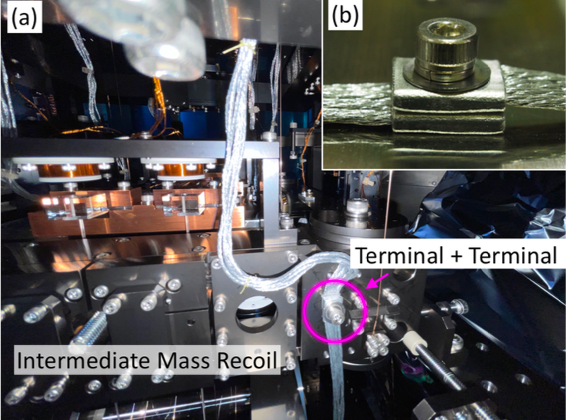 (a)
(b)
Terminal + Terminal
Intermediate Mass Recoil